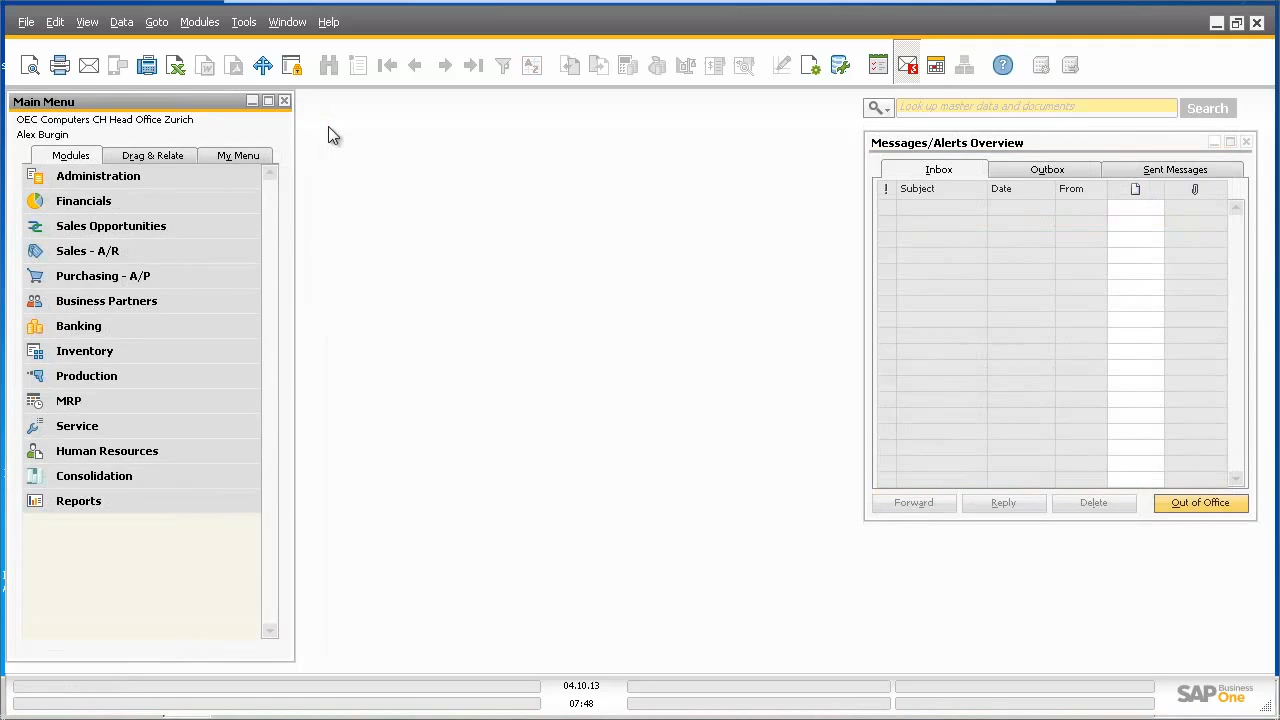 File Edit View Data Goto Modules Tools Window Help
Main Menu
OEC Computers CH Head Office Zurich
Alex Burgin
Modules Drag & Relate My Menu
Administration
Financials
Sales Opportunities
Sales - A/R
Purchasing - A/P
Business Partners
Banking
Inventory
Production
MRP
Service
Human Resources
Consolidation
Reports
Look up master data and documents
Search
Messages/Alerts Overview
Inbox Outbox Sent Messages
! Subject Date From
Forward Reply Delete Out of Office
04.10.13
07:48
SAP Business One